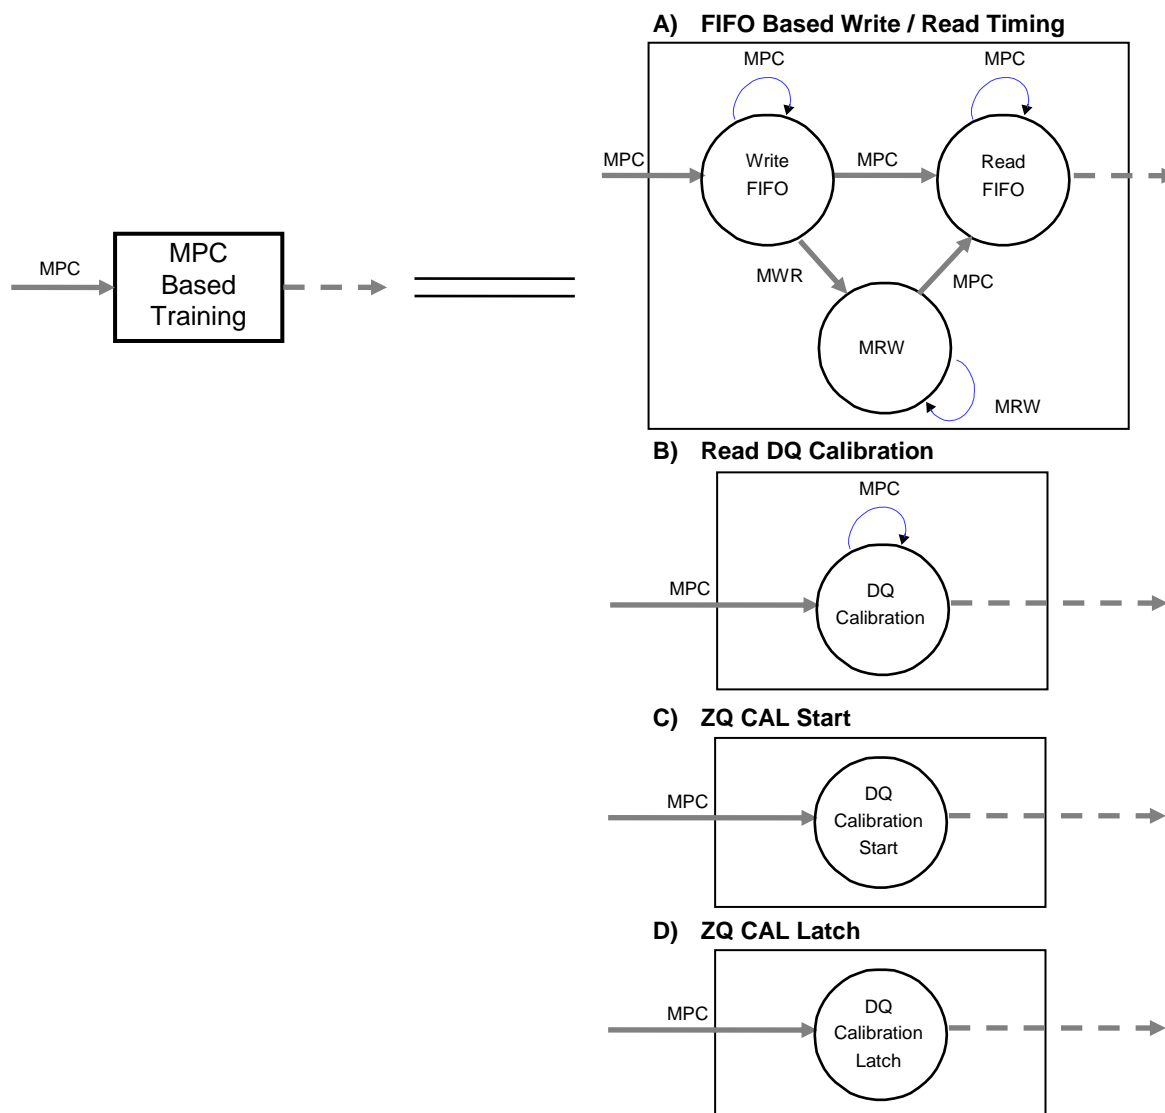 A) FIFO Based Write / Read Timing
MPC
MPC
MPC
Write
FIFO
MPC
Read
FIFO
MPC
MPC
Based
Training
MWR
MPC
MRW
MRW
B) Read DQ Calibration
MPC
MPC
DQ
Calibration
C) ZQ CAL Start
MPC
DQ
Calibration
Start
D) ZQ CAL Latch
MPC
DQ
Calibration
Latch